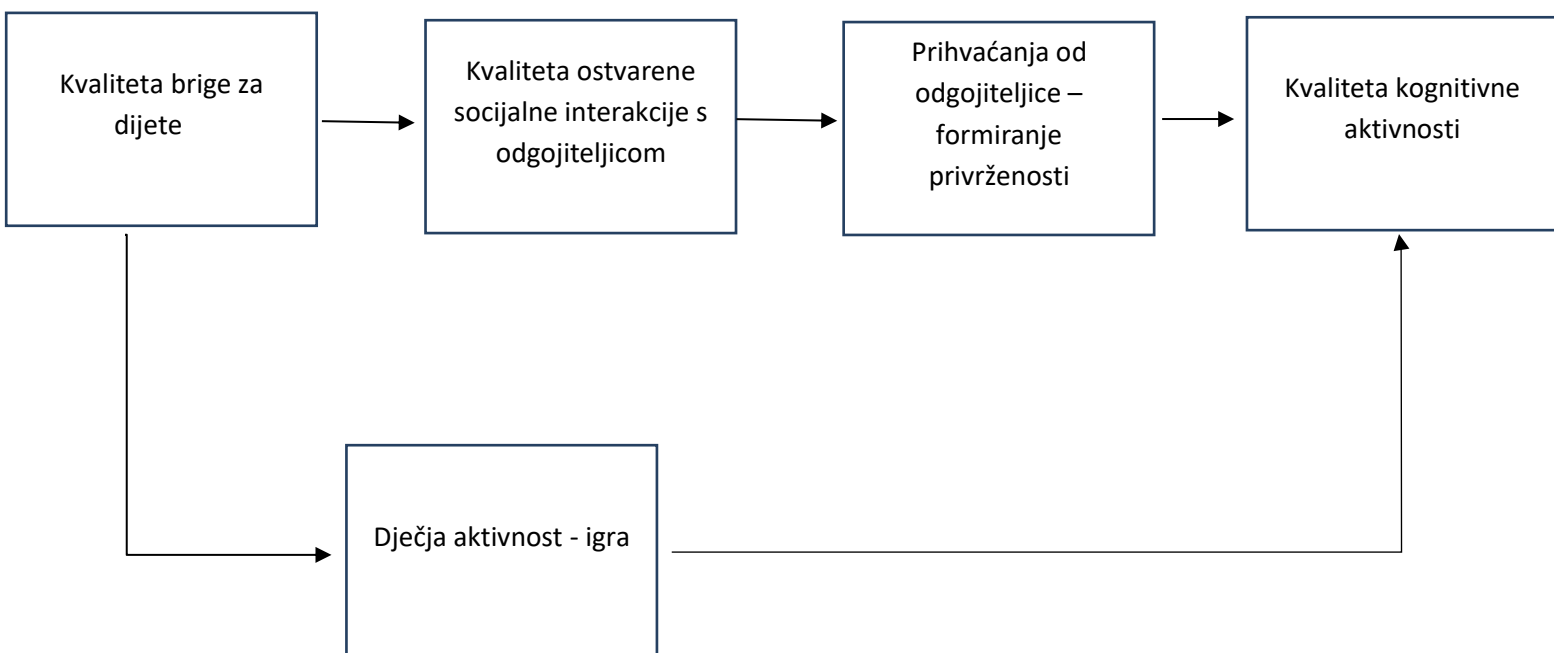 Kvaliteta brige za
dijete
Kvaliteta ostvarene
socijalne interakcije s
odgojiteljicom
Prihvaćanja od
odgojiteljice –
formiranje
privrženosti
Kvaliteta kognitivne
aktivnosti
Dječja aktivnost - igra